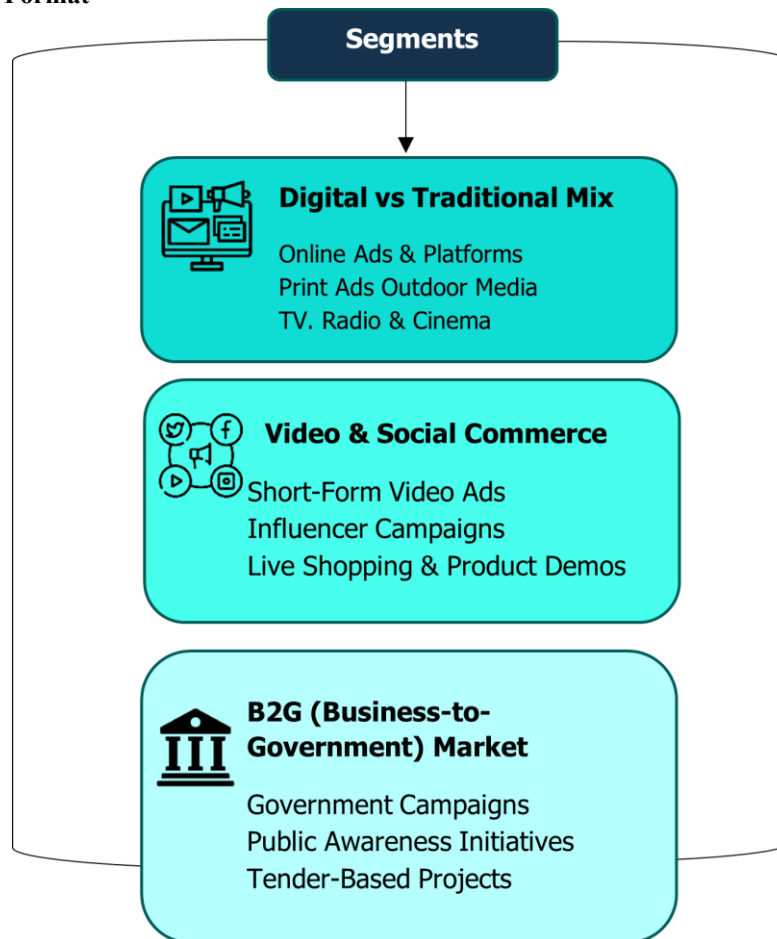 Format
Segments
Digital vs Traditional Mix
Online Ads & Platforms
Print Ads Outdoor Media
TV. Radio & Cinema
Video & Social Commerce
Short-Form Video Ads
Influencer Campaigns
Live Shopping & Product Demos
B2G (Business-to-
Government) Market
Government Campaigns
Public Awareness Initiatives
Tender-Based Projects